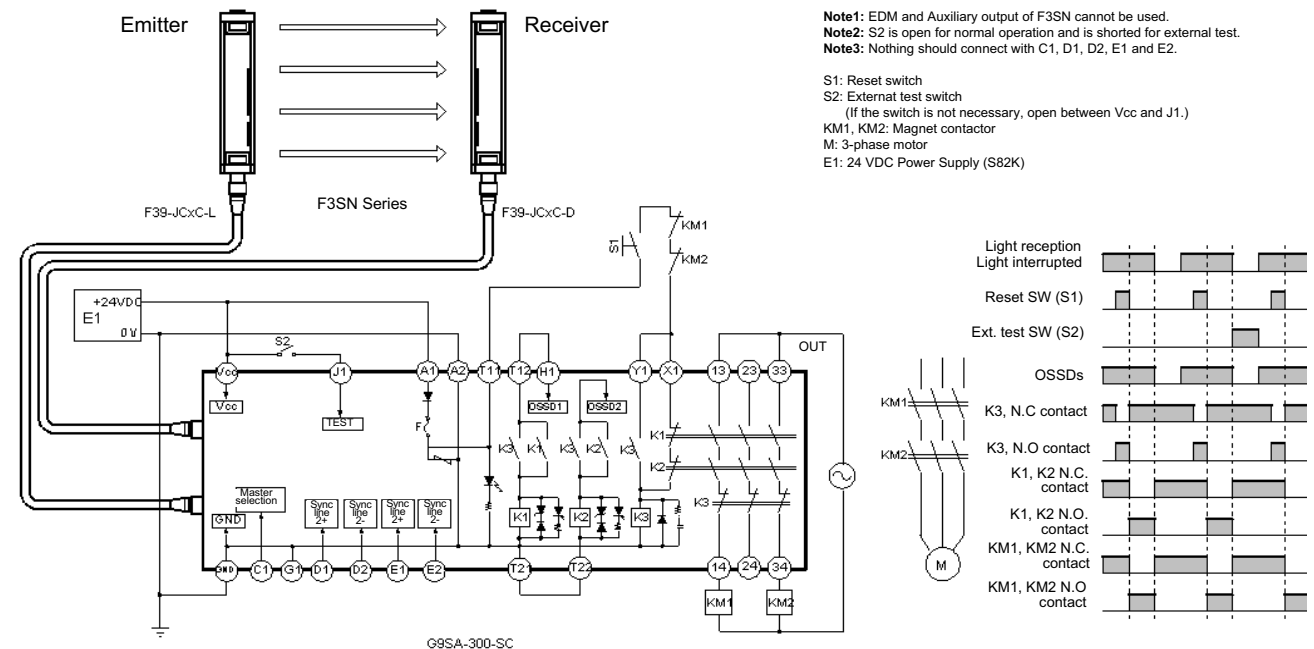 Emitter
Receiver
Note1: EDM and Auxiliary output of F3SN cannot be used.
Note2: S2 is open for normal operation and is shorted for external test.
Note3: Nothing should connect with C1, D1, D2, E1 and E2.
S1: Reset switch
S2: Externat test switch
(If the switch is not necessary, open between Vcc and J1.)
KM1, KM2: Magnet contactor
M: 3-phase motor
E1: 24 VDC Power Supply (S82K)
F39-JCxC-L
F3SN Series
F39-JCxC-D
S1
KM1
KM2
+24VDC
E1
0V
S2
OUT
Vcc
J1
A1
A2
T11
T12
H1
Y1
X1
13
23
33
Vcc
TEST
F
OSSD1
OSSD2
K3
K1
K3
K2
K3
K1
K2
K3
Master
selection
GND
Sync
line
2+
Sync
line
2-
Sync
line
2+
Sync
line
2-
K1
K2
K3
GND
C1
G1
D1
D2
E1
E2
T21
T22
14
24
34
KM1
KM2
G9SA-300-SC
KM1
KM2
M
Light reception
Light interrupted
Reset SW (S1)
Ext. test SW (S2)
OSSDs
K3, N.C contact
K3, N.O contact
K1, K2 N.C.
contact
K1, K2 N.O.
contact
KM1, KM2 N.C.
contact
KM1, KM2 N.O
contact